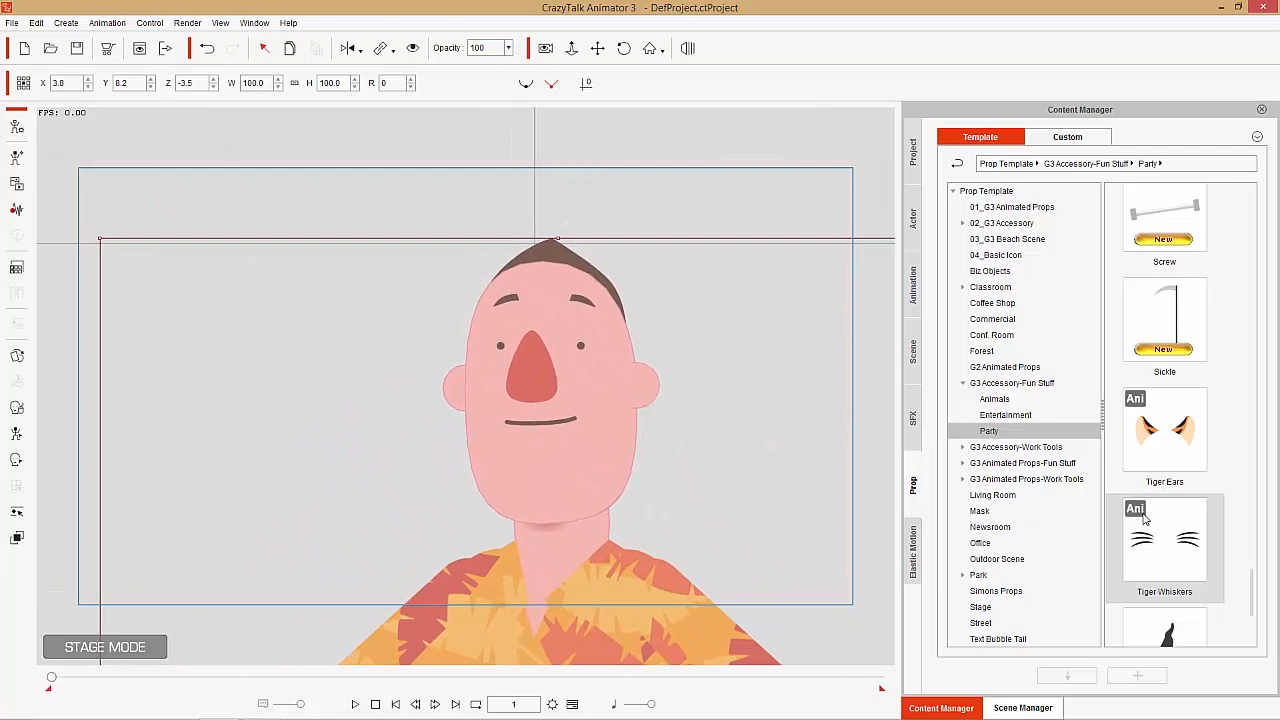 CrazyTalk Animator 3 - DefProject.ctProject
File Edit Create Animation Control Render View Window Help
Opacity : 100
X 3.8 Y 8.2 Z -3.5 W 100.0 H 100.0 R 0
FPS: 0.00
STAGE MODE
1
Content Manager
Template Custom
Prop Template G3 Accessory-Fun Stuff Party
Project
Actor
Animation
Scene
SFX
Prop
Elastic Motion
Prop Template
01_G3 Animated Props
02_G3 Accessory
03_G3 Beach Scene
04_Basic Icon
Biz Objects
Classroom
Coffee Shop
Commercial
Conf. Room
Forest
G2 Animated Props
G3 Accessory-Fun Stuff
Animals
Entertainment
Party
G3 Accessory-Work Tools
G3 Animated Props-Fun Stuff
G3 Animated Props-Work Tools
Living Room
Mask
Newsroom
Office
Outdoor Scene
Park
Simons Props
Stage
Street
Text Bubble Tail
New
Screw
New
Sickle
Ani
Tiger Ears
Ani
Tiger Whiskers
Content Manager Scene Manager